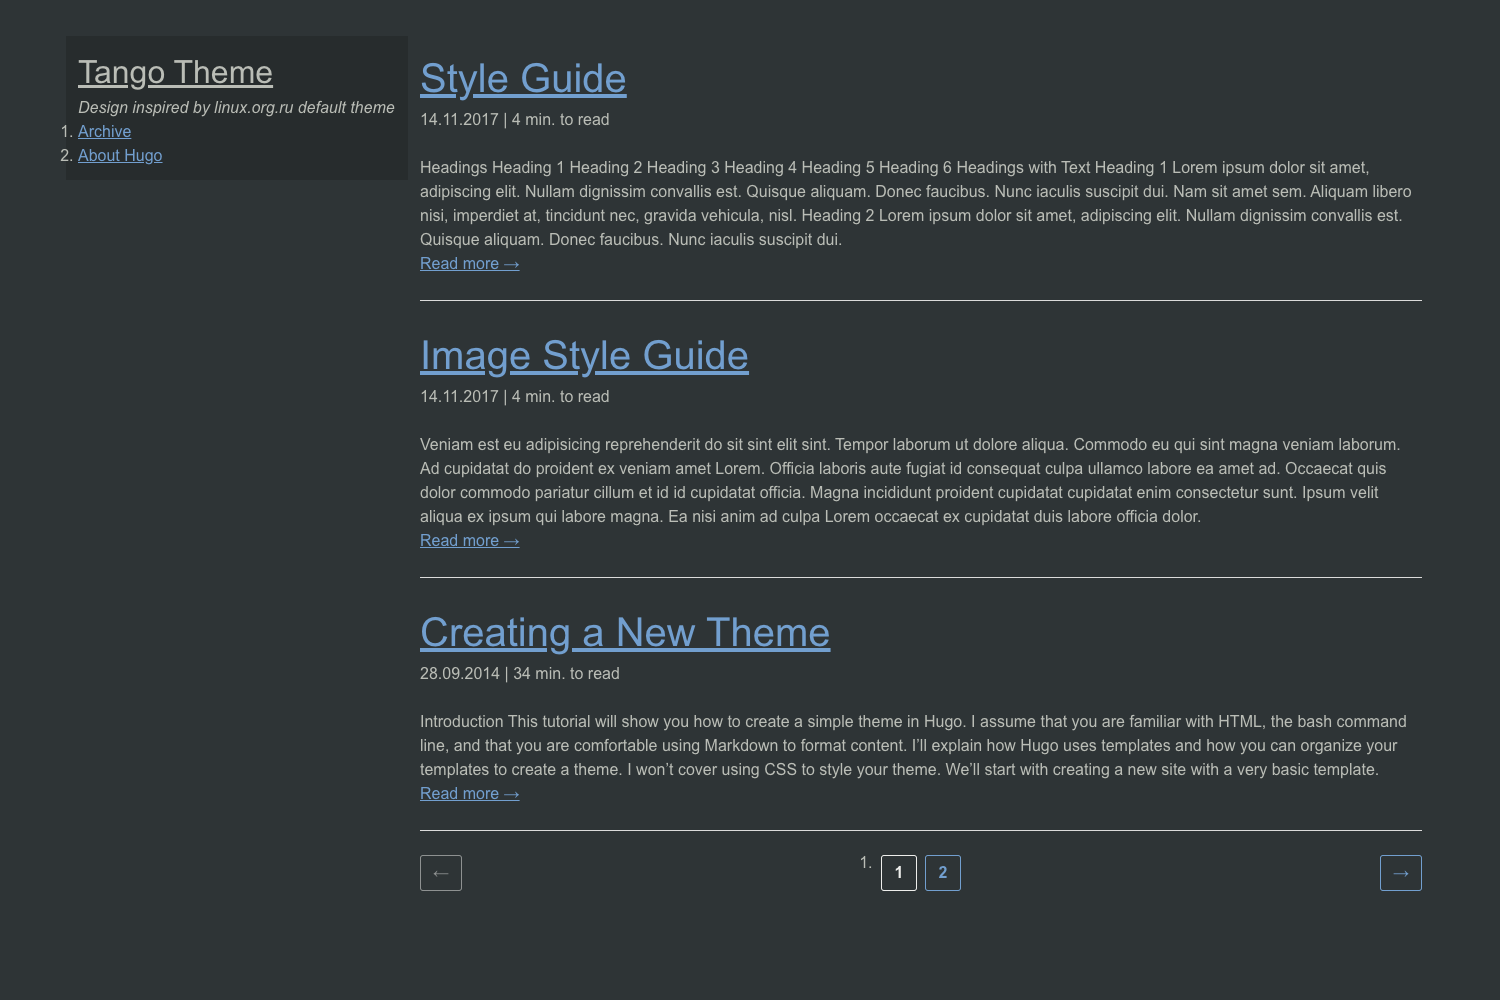 Tango Theme
Design inspired by linux.org.ru default theme
1. Archive
2. About Hugo
Style Guide
14.11.2017 | 4 min. to read
Headings Heading 1 Heading 2 Heading 3 Heading 4 Heading 5 Heading 6 Headings with Text Heading 1 Lorem ipsum dolor sit amet,
adipiscing elit. Nullam dignissim convallis est. Quisque aliquam. Donec faucibus. Nunc iaculis suscipit dui. Nam sit amet sem. Aliquam libero
nisi, imperdiet at, tincidunt nec, gravida vehicula, nisl. Heading 2 Lorem ipsum dolor sit amet, adipiscing elit. Nullam dignissim convallis est.
Quisque aliquam. Donec faucibus. Nunc iaculis suscipit dui.
Read more →
Image Style Guide
14.11.2017 | 4 min. to read
Veniam est eu adipisicing reprehenderit do sit sint elit sint. Tempor laborum ut dolore aliqua. Commodo eu qui sint magna veniam laborum.
Ad cupidatat do proident ex veniam amet Lorem. Officia laboris aute fugiat id consequat culpa ullamco labore ea amet ad. Occaecat quis
dolor commodo pariatur cillum et id id cupidatat officia. Magna incididunt proident cupidatat cupidatat enim consectetur sunt. Ipsum velit
aliqua ex ipsum qui labore magna. Ea nisi anim ad culpa Lorem occaecat ex cupidatat duis labore officia dolor.
Read more →
Creating a New Theme
28.09.2014 | 34 min. to read
Introduction This tutorial will show you how to create a simple theme in Hugo. I assume that you are familiar with HTML, the bash command
line, and that you are comfortable using Markdown to format content. I’ll explain how Hugo uses templates and how you can organize your
templates to create a theme. I won’t cover using CSS to style your theme. We’ll start with creating a new site with a very basic template.
Read more →
← 1. 1 2 →